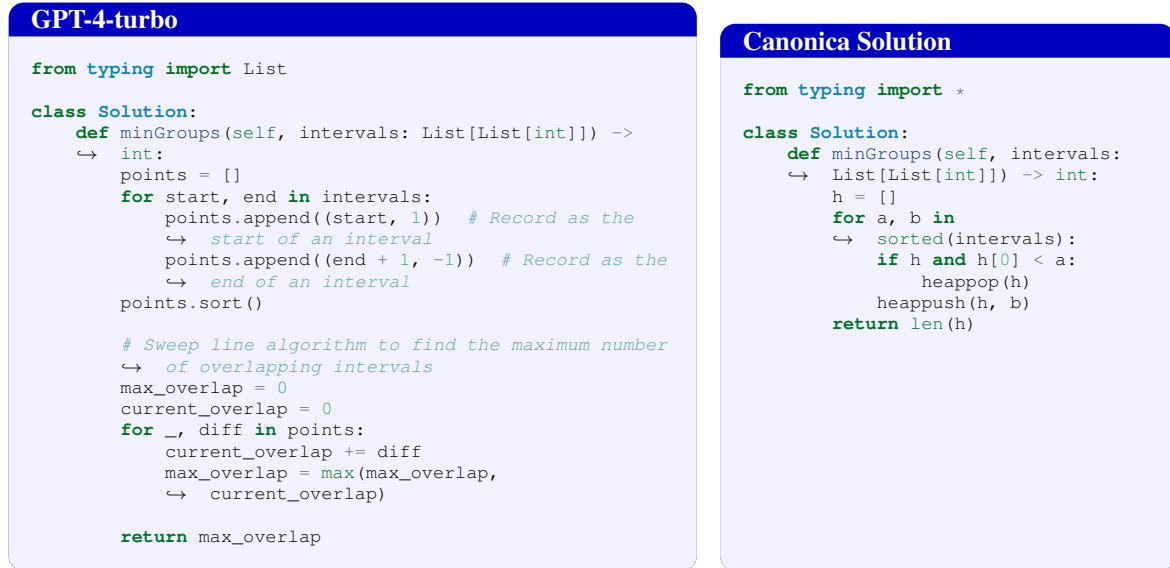 GPT-4-turbo
from typing import List
class Solution:
    def minGroups(self, intervals: List[List[int]]) ->
    ↪ int:
        points = []
        for start, end in intervals:
            points.append((start, 1))  # Record as the
            ↪ start of an interval
            points.append((end + 1, -1))  # Record as the
            ↪ end of an interval
        points.sort()
        # Sweep line algorithm to find the maximum number
        ↪ of overlapping intervals
        max_overlap = 0
        current_overlap = 0
        for _, diff in points:
            current_overlap += diff
            max_overlap = max(max_overlap,
            ↪ current_overlap)
        return max_overlap
Canonica Solution
from typing import *
class Solution:
    def minGroups(self, intervals:
    ↪ List[List[int]]) -> int:
        h = []
        for a, b in
        ↪ sorted(intervals):
            if h and h[0] < a:
                heappop(h)
            heappush(h, b)
        return len(h)